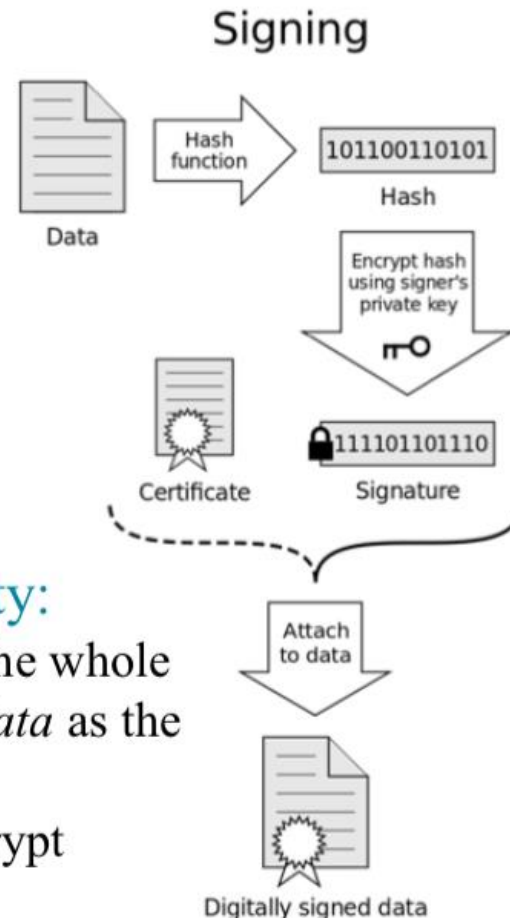 Signing
Hash
function
101100110101
Data
Hash
Encrypt hash
using signer's
private key
111101101110
Certificate
Signature
ty:
Attach
to data
he whole
ata as the
rypt
Digitally signed data